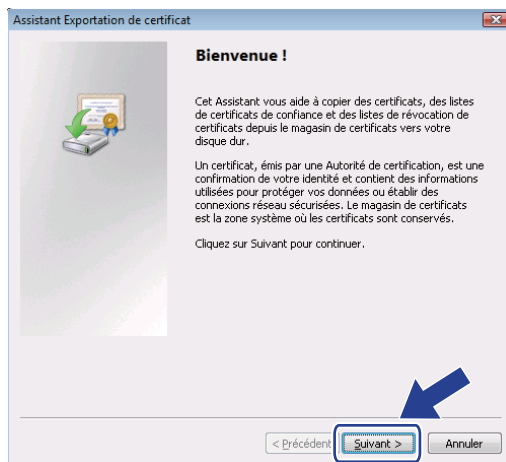 Assistant Exportation de certificat
Bienvenue !
Cet Assistant vous aide à copier des certificats, des listes
de certificats de confiance et des listes de révocation de
certificats depuis le magasin de certificats vers votre
disque dur.
Un certificat, émis par une Autorité de certification, est une
confirmation de votre identité et contient des informations
utilisées pour protéger vos données ou établir des
connexions réseau sécurisées. Le magasin de certificats
est la zone système où les certificats sont conservés.
Cliquez sur Suivant pour continuer.
< Précédent Suivant > Annuler